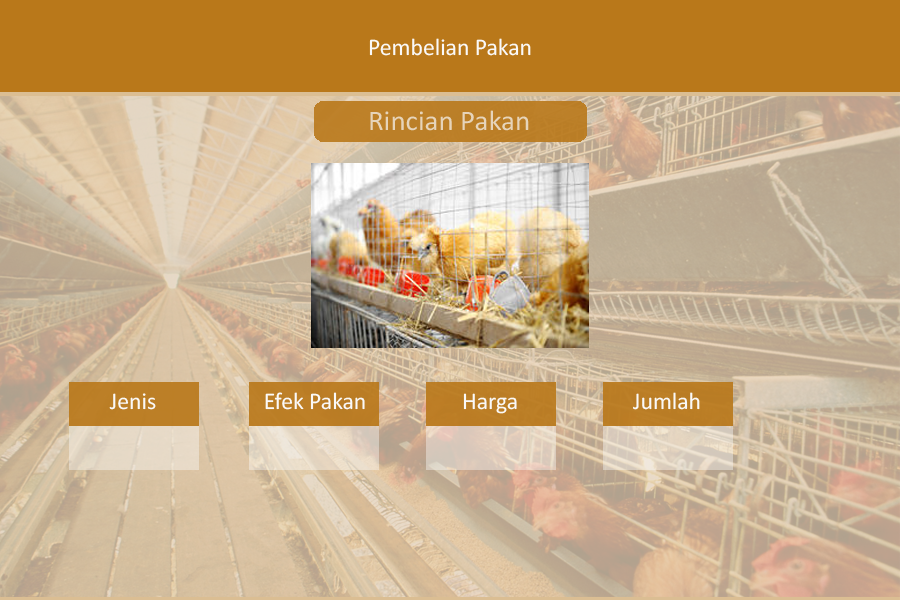 Pembelian Pakan
Rincian Pakan
Jenis
Efek Pakan
Harga
Jumlah